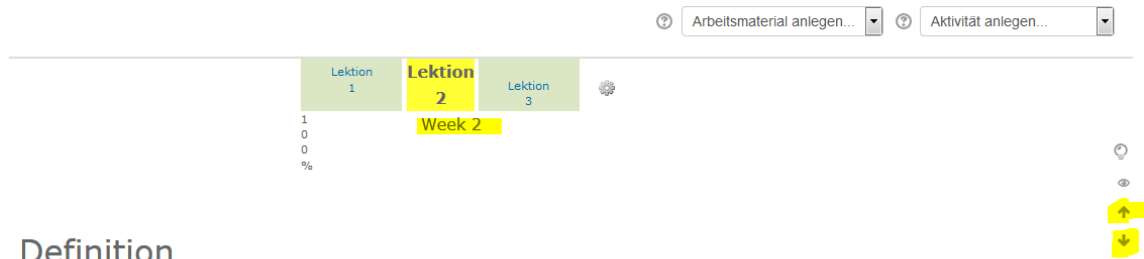 Arbeitsmaterial anlegen...
Aktivität anlegen...
Lektion
1
Lektion
2
Lektion
3
1
0
0
%
Week 2
Definition